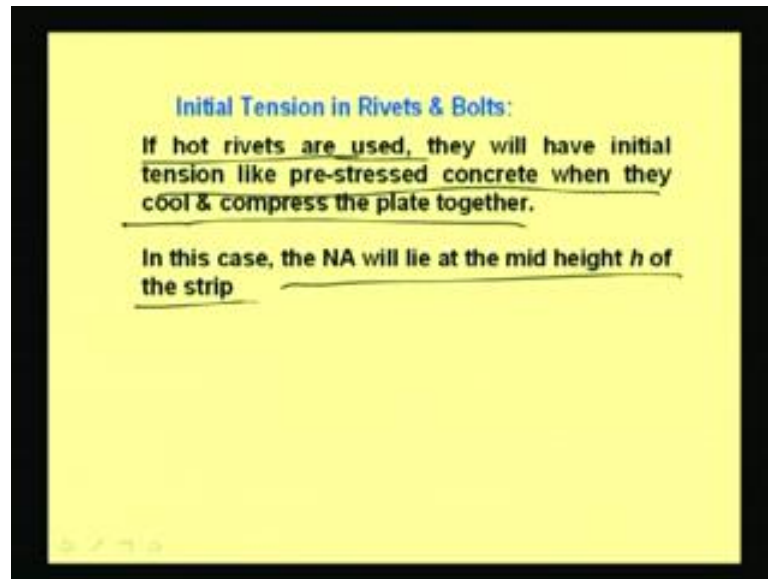 Initial Tension in Rivets & Bolts:
If hot rivets are used, they will have initial
tension like pre-stressed concrete when they
cool & compress the plate together.
In this case, the NA will lie at the mid height h of
the strip